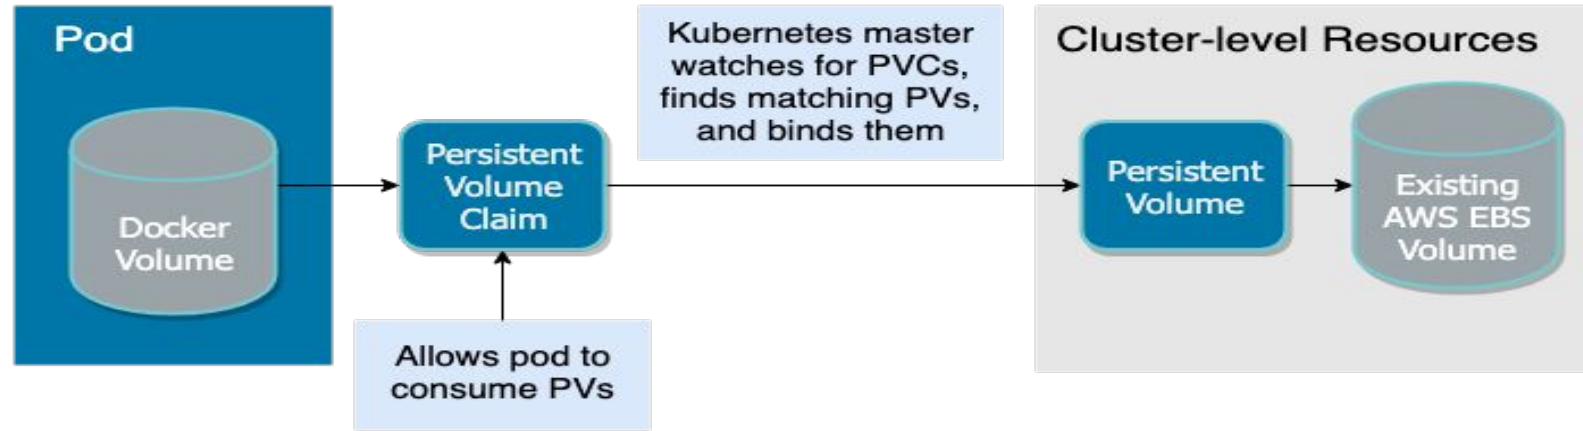 Pod
Docker
Volume
Persistent
Volume
Claim
Allows pod to
consume PVs
Kubernetes master
watches for PVCs,
finds matching PVs,
and binds them
Cluster-level Resources
Persistent
Volume
Existing
AWS EBS
Volume